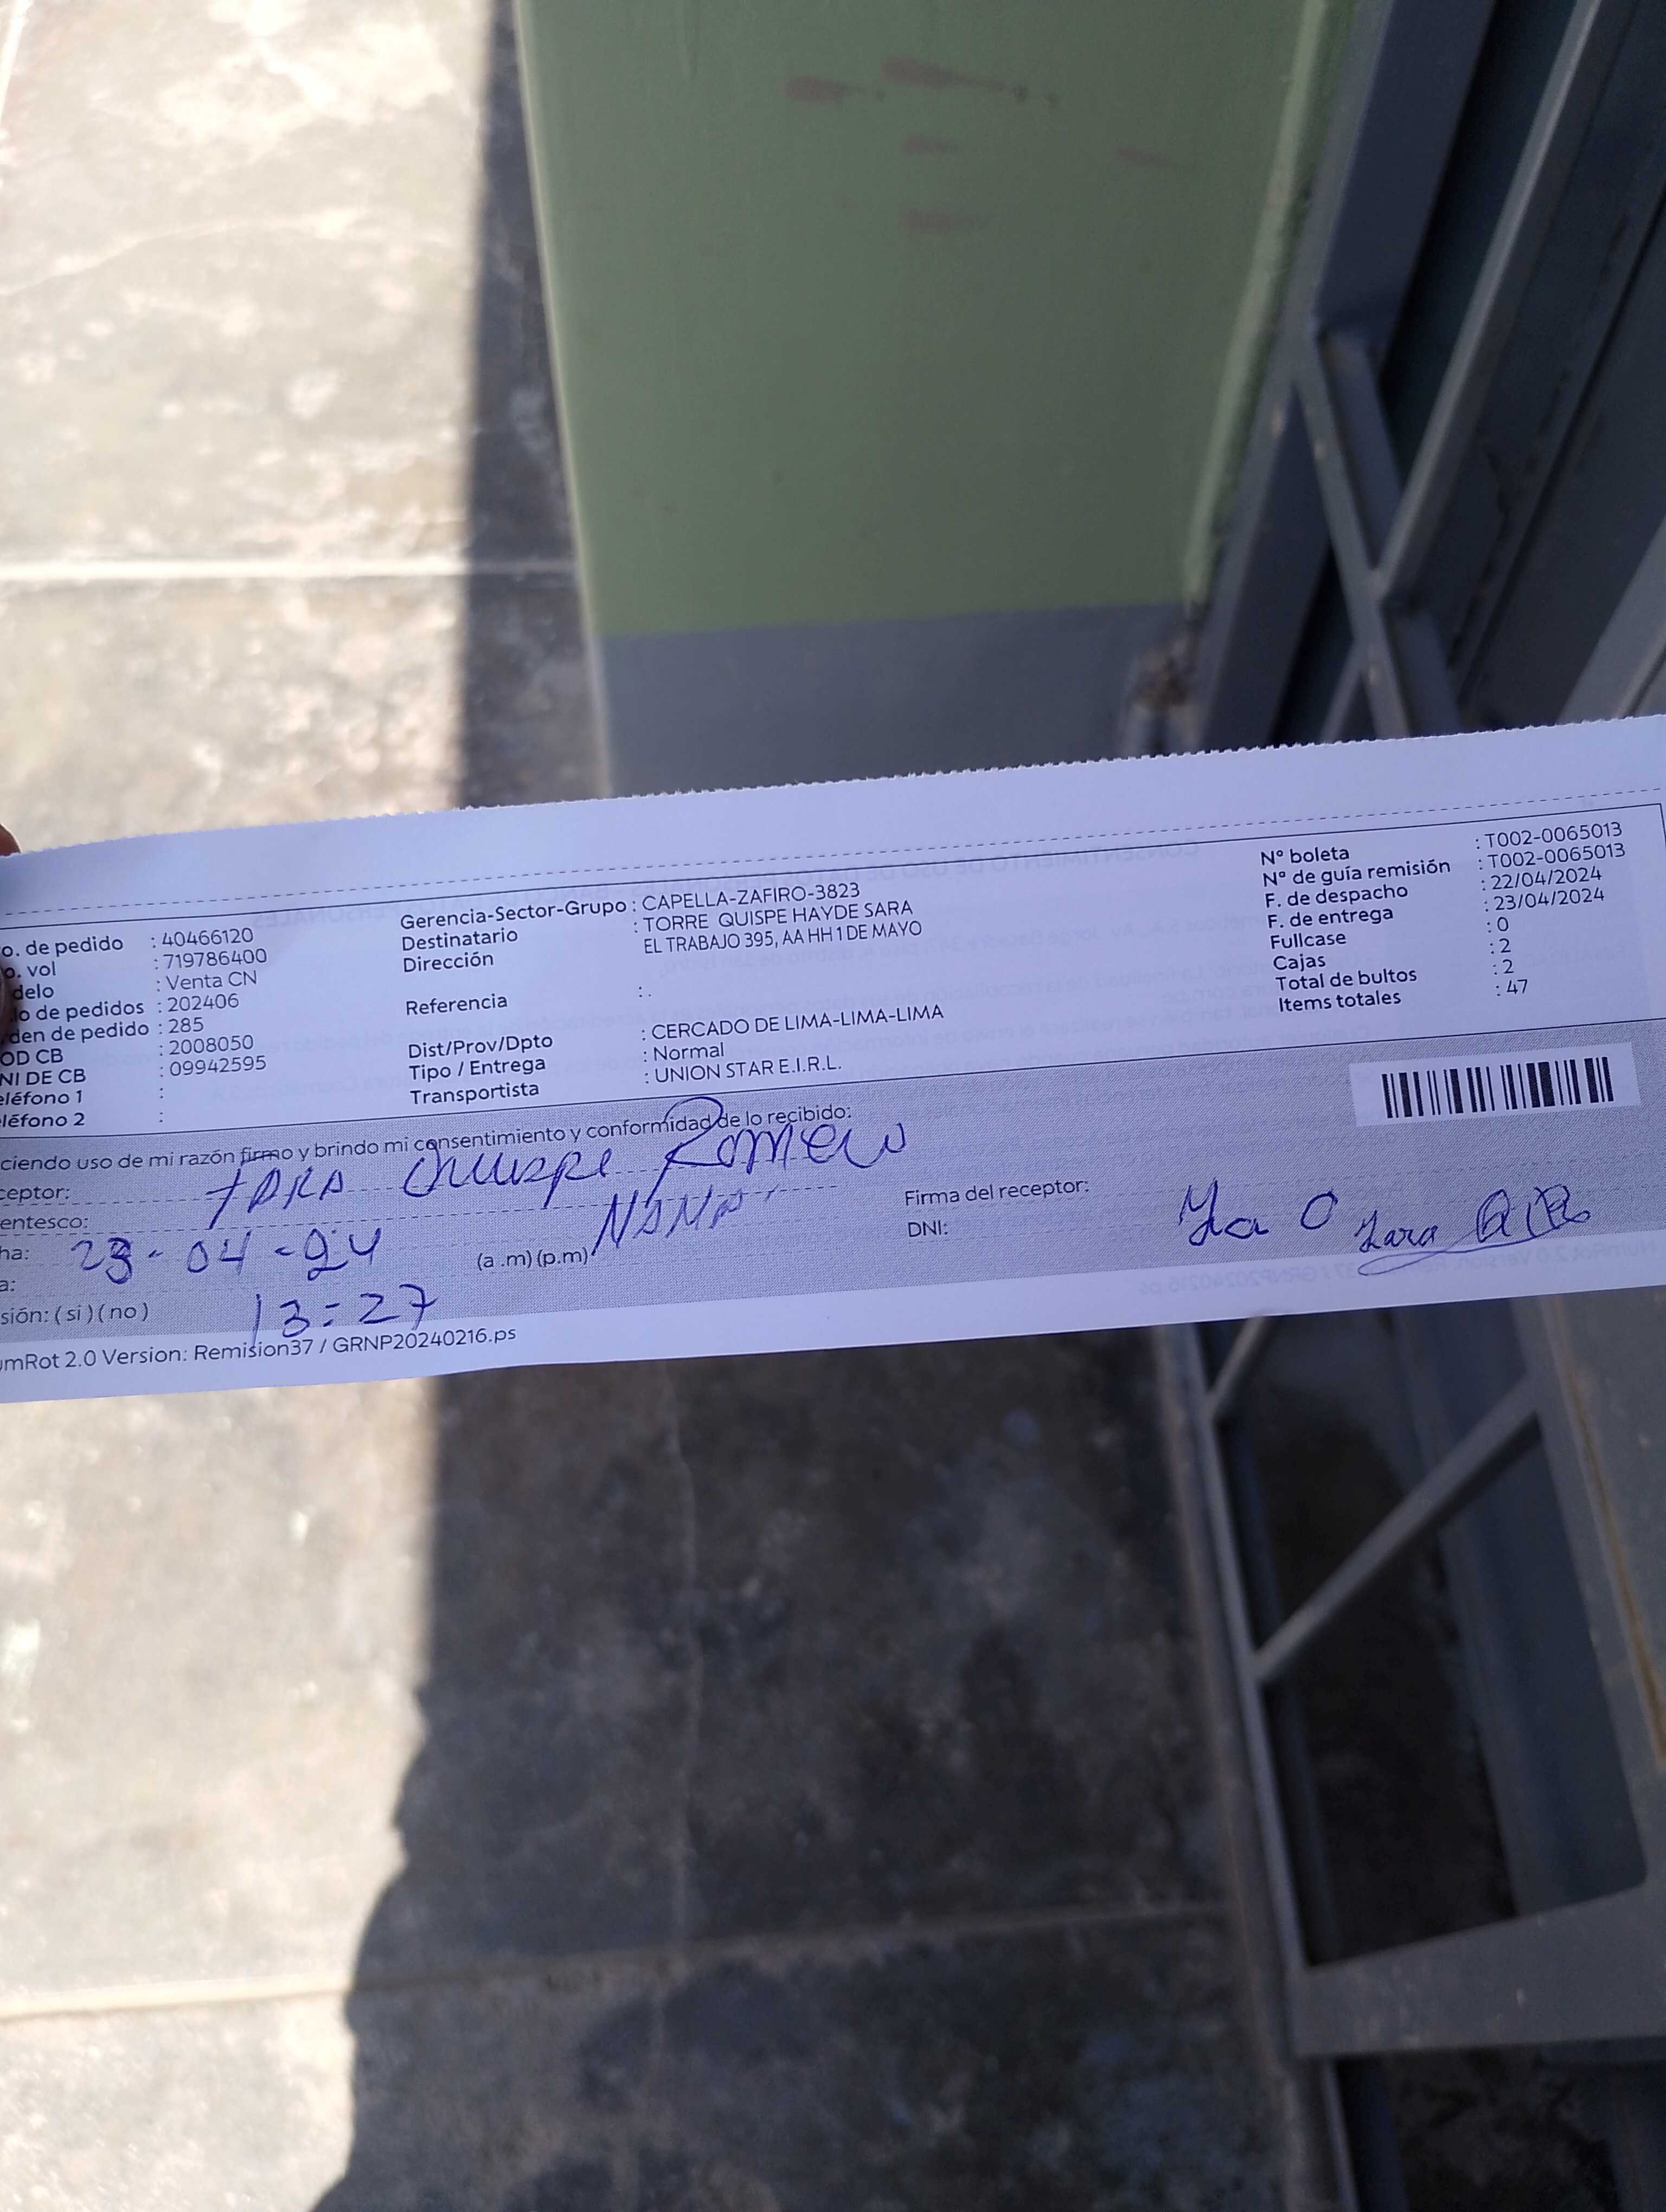 o. de pedido : 40466120
o. vol : 719786400
delo : Venta CN
lo de pedidos : 202406
den de pedido : 285
OD CB : 2008050
NI DE CB : 09942595
eléfono 1 :
eléfono 2 :
Gerencia-Sector-Grupo : CAPELLA-ZAFIRO-3823
Destinatario : TORRE QUISPE HAYDE SARA
Dirección EL TRABAJO 395, AA HH 1 DE MAYO
Referencia : .
Dist/Prov/Dpto : CERCADO DE LIMA-LIMA-LIMA
Tipo / Entrega : Normal
Transportista : UNION STAR E.I.R.L.
N° boleta : T002-0065013
N° de guía remisión : T002-0065013
F. de despacho : 22/04/2024
F. de entrega : 23/04/2024
Fullcase : 0
Cajas : 2
Total de bultos : 2
Items totales : 47
ciendo uso de mi razón firmo y brindo mi consentimiento y conformidad de lo recibido:
ceptor: Quispe Romero
entesco:
ha: 23-04-24 (a .m) (p.m)
a: 13:27
sión: ( si ) ( no )
Firma del receptor:
DNI:
umRot 2.0 Version: Remision37 / GRNP20240216.ps